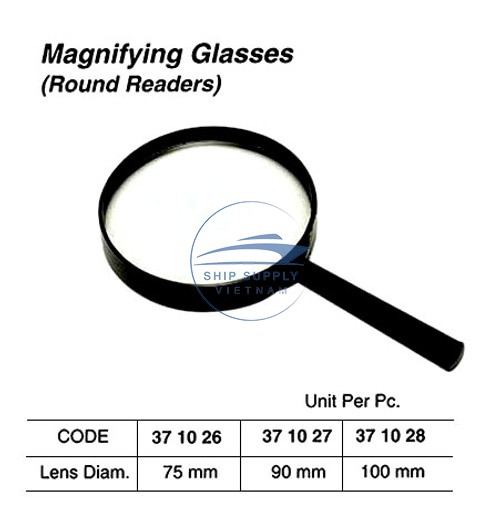 Magnifying Glasses
(Round Readers)
SHIP SUPPLY
VIETNAM
Unit Per Pc.
CODE 37 10 26 37 10 27 37 10 28
Lens Diam. 75 mm 90 mm 100 mm